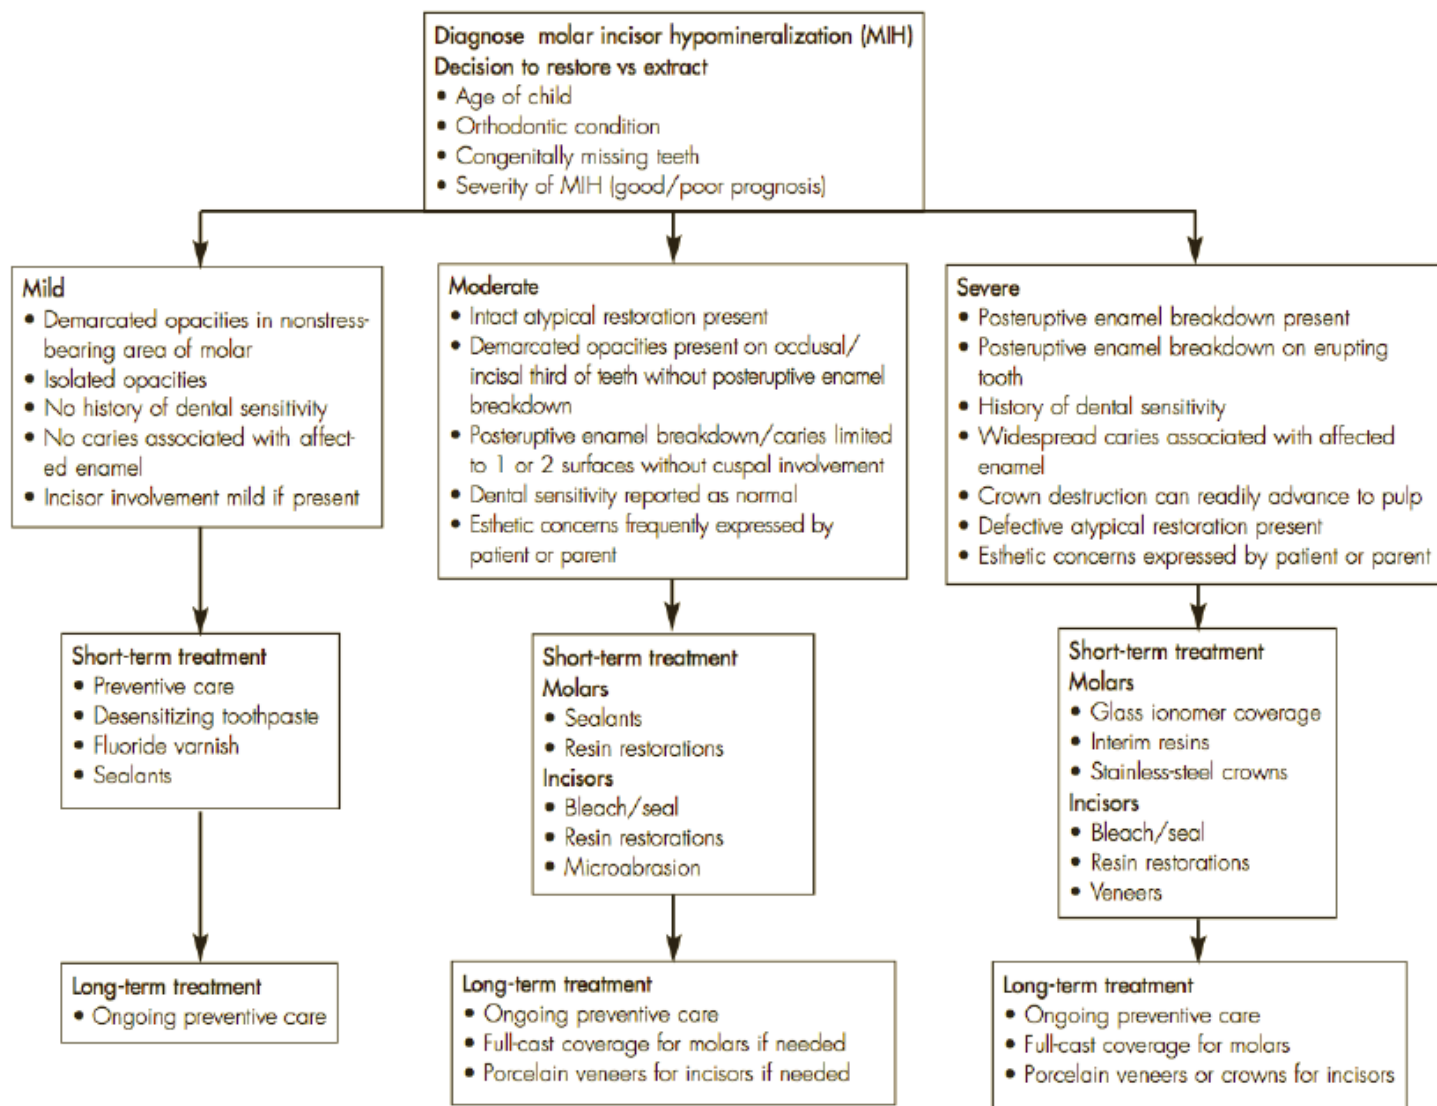 Diagnose molar incisor hypomineralization (MIH)
Decision to restore vs extract
• Age of child
• Orthodontic condition
• Congenitally missing teeth
• Severity of MIH (good/poor prognosis)
Mild
• Demarcated opacities in nonstress-
bearing area of molar
• Isolated opacities
• No history of dental sensitivity
• No caries associated with affect-
ed enamel
• Incisor involvement mild if present
Moderate
• Intact atypical restoration present
• Demarcated opacities present on occlusal/
incisal third of teeth without posteruptive enamel
breakdown
• Posteruptive enamel breakdown/caries limited
to 1 or 2 surfaces without cuspal involvement
• Dental sensitivity reported as normal
• Esthetic concerns frequently expressed by
patient or parent
Severe
• Posteruptive enamel breakdown present
• Posteruptive enamel breakdown on erupting
tooth
• History of dental sensitivity
• Widespread caries associated with affected
enamel
• Crown destruction can readily advance to pulp
• Defective atypical restoration present
• Esthetic concerns expressed by patient or parent
Short-term treatment
• Preventive care
• Desensitizing toothpaste
• Fluoride varnish
• Sealants
Short-term treatment
Molars
• Sealants
• Resin restorations
Incisors
• Bleach/seal
• Resin restorations
• Microabrasion
Short-term treatment
Molars
• Glass ionomer coverage
• Interim resins
• Stainless-steel crowns
Incisors
• Bleach/seal
• Resin restorations
• Veneers
Long-term treatment
• Ongoing preventive care
Long-term treatment
• Ongoing preventive care
• Full-cast coverage for molars if needed
• Porcelain veneers for incisors if needed
Long-term treatment
• Ongoing preventive care
• Full-cast coverage for molars
• Porcelain veneers or crowns for incisors